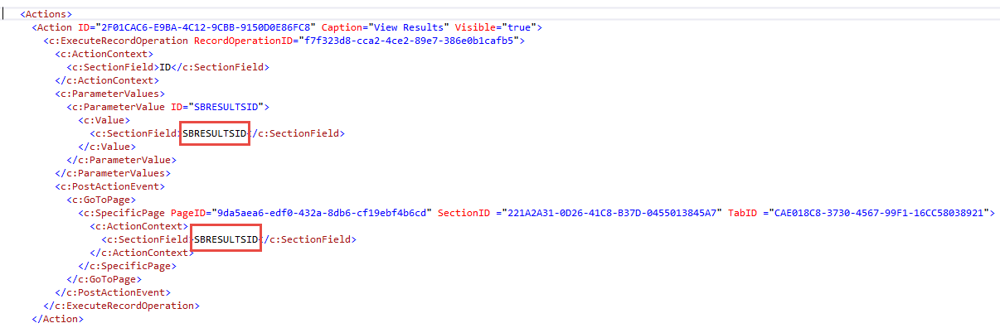 <Actions>
<Action ID="2F01CAC6-E9BA-4C12-9CBB-9150D0E86FC8" Caption="View Results" Visible="true">
<c:ExecuteRecordOperation RecordOperationID="f7f323d8-cca2-4ce2-89e7-386e0b1cafb5">
<c:ActionContext>
<c:SectionField>ID</c:SectionField>
</c:ActionContext>
<c:ParameterValues>
<c:ParameterValue ID="SBRESULTSID">
<c:Value>
<c:SectionField>SBRESULTSID</c:SectionField>
</c:Value>
</c:ParameterValue>
</c:ParameterValues>
<c:PostActionEvent>
<c:GoToPage>
<c:SpecificPage PageID="9da5aea6-edf0-432a-8db6-cf19ebf4b6cd" SectionID ="221A2A31-0D26-41C8-B37D-0455013845A7" TabID ="CAE018C8-3730-4567-99F1-16CC58038921">
<c:ActionContext>
<c:SectionField>SBRESULTSID</c:SectionField>
</c:ActionContext>
</c:SpecificPage>
</c:GoToPage>
</c:PostActionEvent>
</c:ExecuteRecordOperation>
</Action>